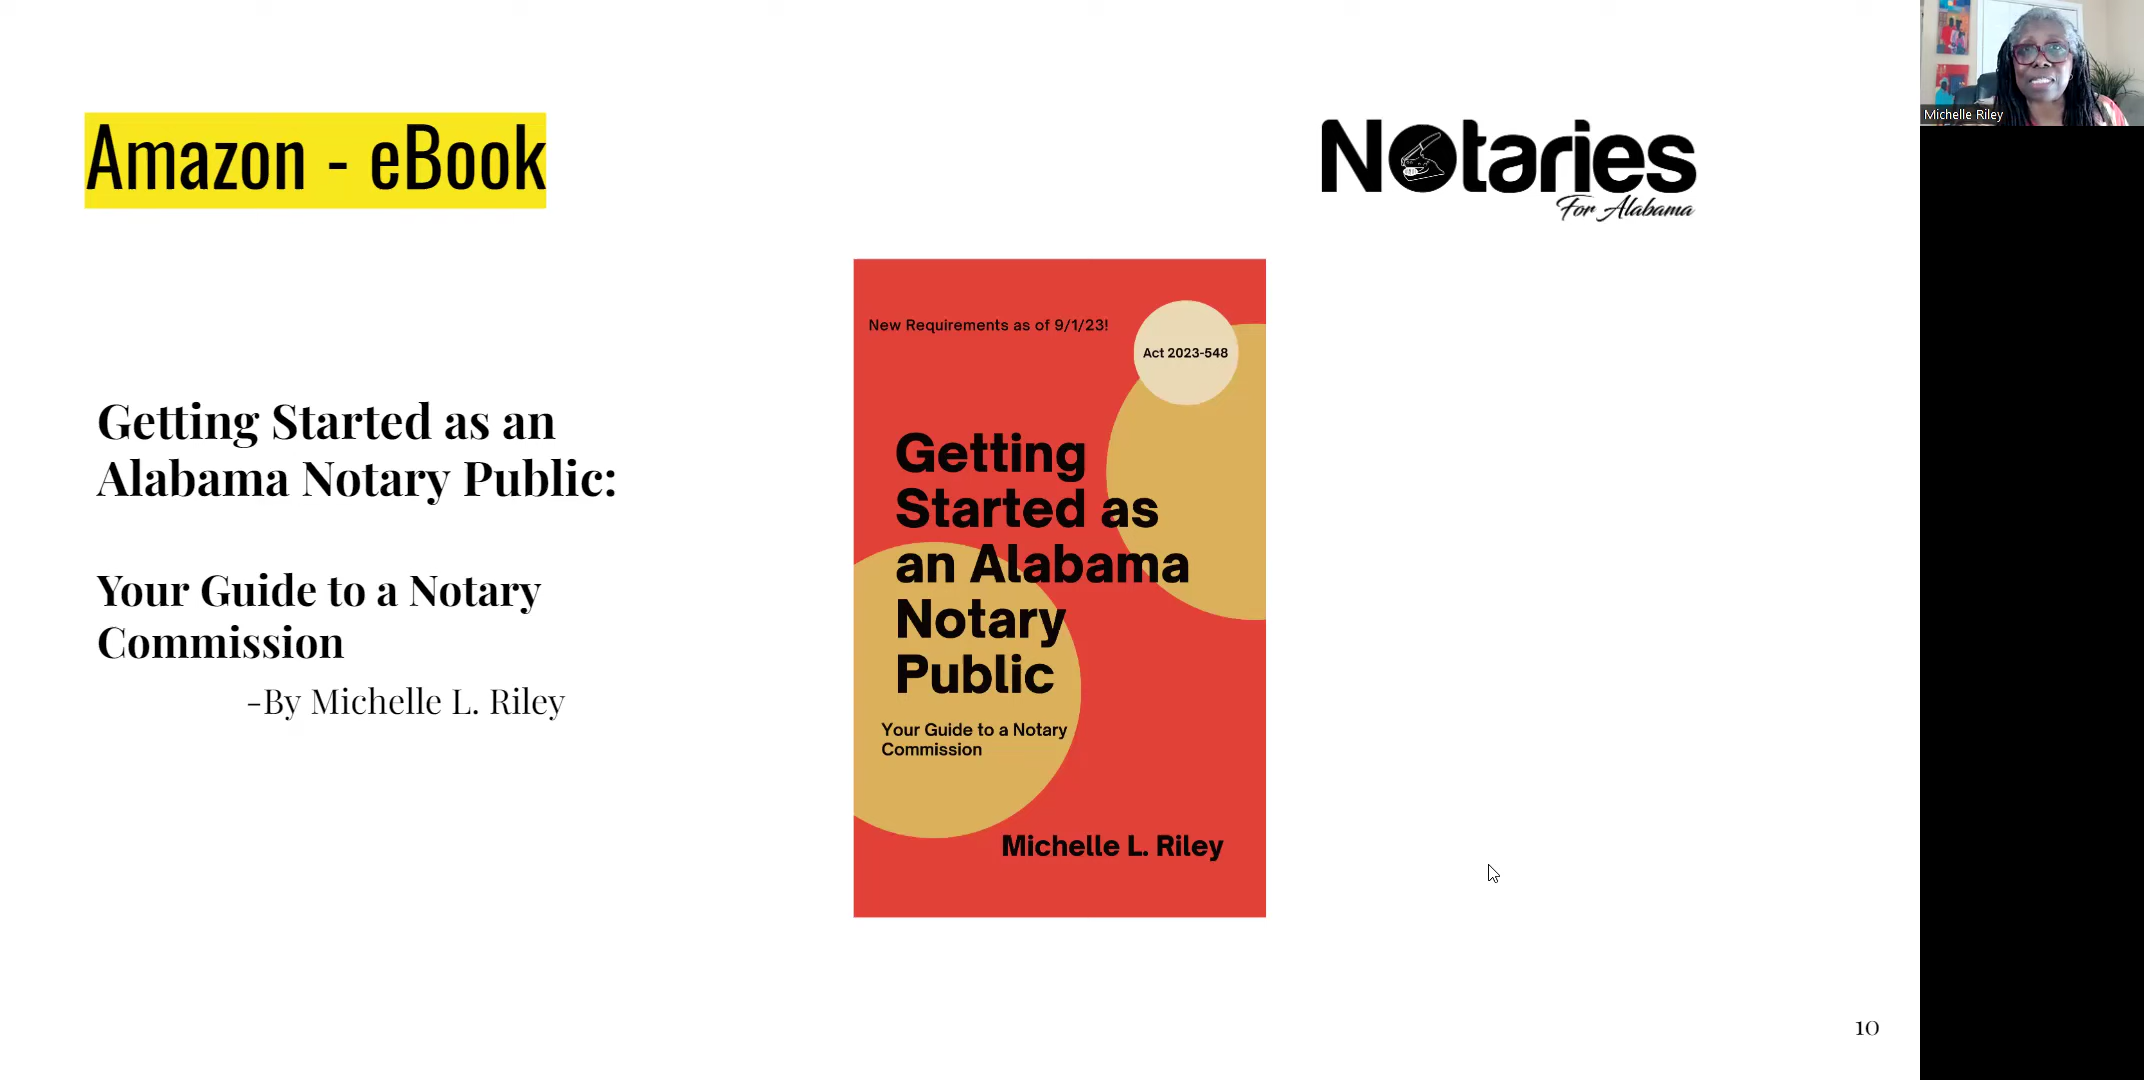 Amazon - eBook
Notaries
For Alabama
Michelle Riley
Getting Started as an
Alabama Notary Public:
Your Guide to a Notary
Commission
-By Michelle L. Riley
New Requirements as of 9/1/23!
Act 2023-548
Getting
Started as
an Alabama
Notary
Public
Your Guide to a Notary
Commission
Michelle L. Riley
10